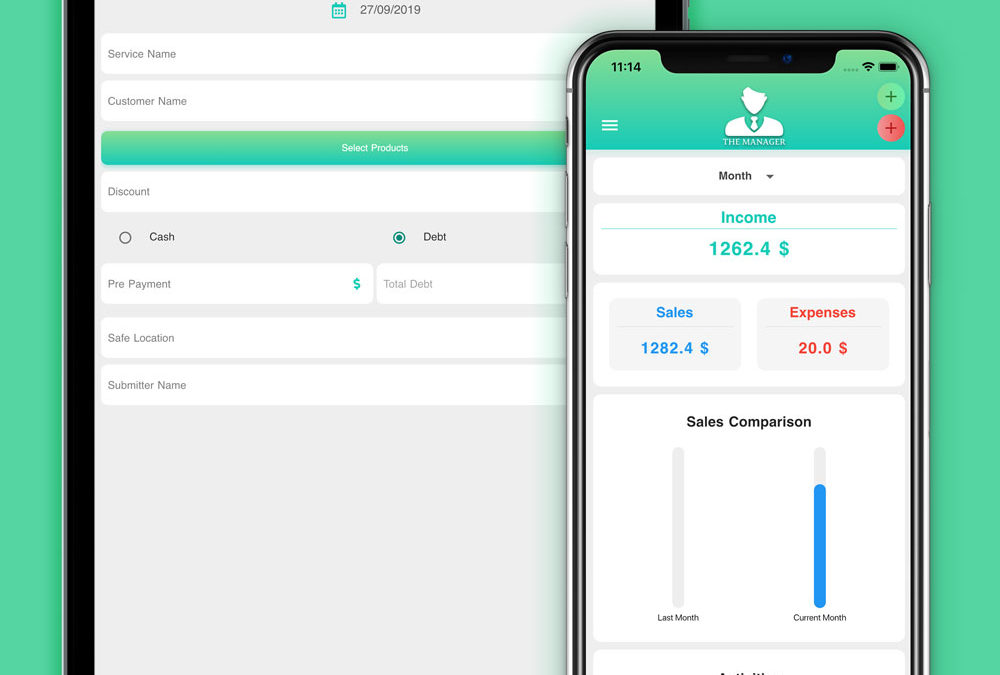 27/09/2019
Service Name
Customer Name
Select Products
Discount
Cash
Debt
Pre Payment
$
Total Debt
Safe Location
Submitter Name
11:14
THE MANAGER
Month
Income
1262.4 $
Sales
Expenses
1282.4 $
20.0 $
Sales Comparison
Last Month
Current Month